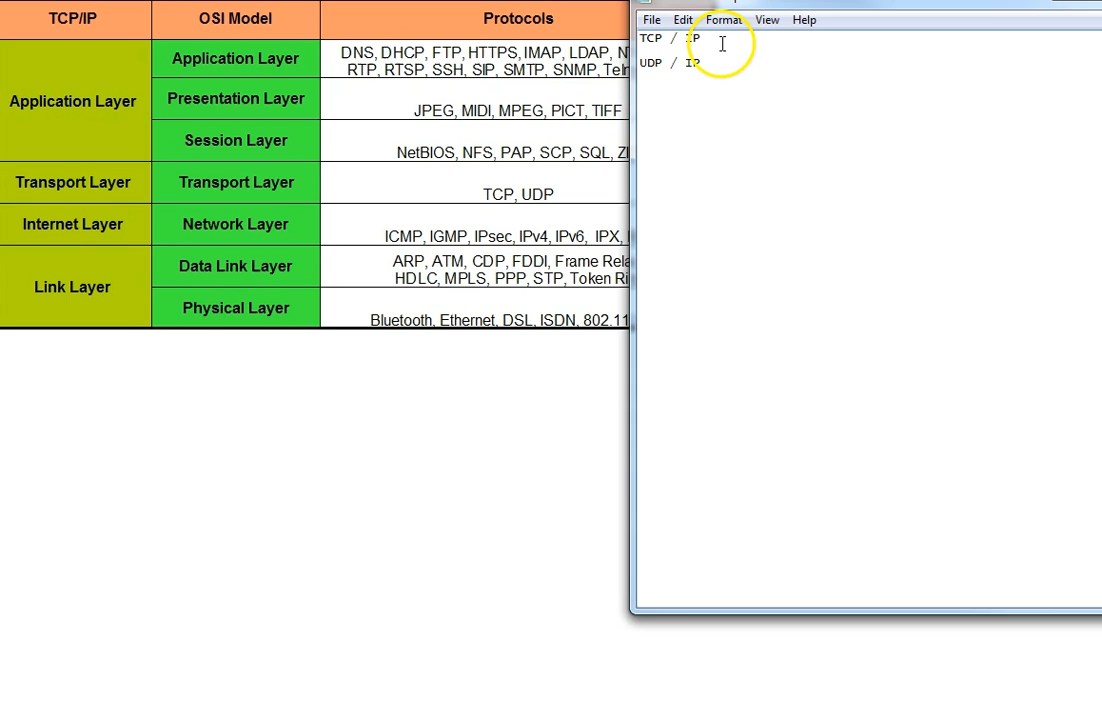 TCP/IP
OSI Model
Protocols
Application Layer
Application Layer
DNS, DHCP, FTP, HTTPS, IMAP, LDAP,
RTP, RTSP, SSH, SIP, SMTP, SNMP,
Presentation Layer
JPEG, MIDI, MPEG, PICT, TIFF
Session Layer
NetBIOS, NFS, PAP, SCP, SQL,
Transport Layer
Transport Layer
TCP, UDP
Internet Layer
Network Layer
ICMP, IGMP, IPsec, IPv4, IPv6, IPX,
Link Layer
Data Link Layer
ARP, ATM, CDP, FDDI, Frame
HDLC, MPLS, PPP, STP, Token
Physical Layer
Bluetooth, Ethernet, DSL, ISDN, 802.11
File Edit Format View Help
TCP / IP
UDP / IP